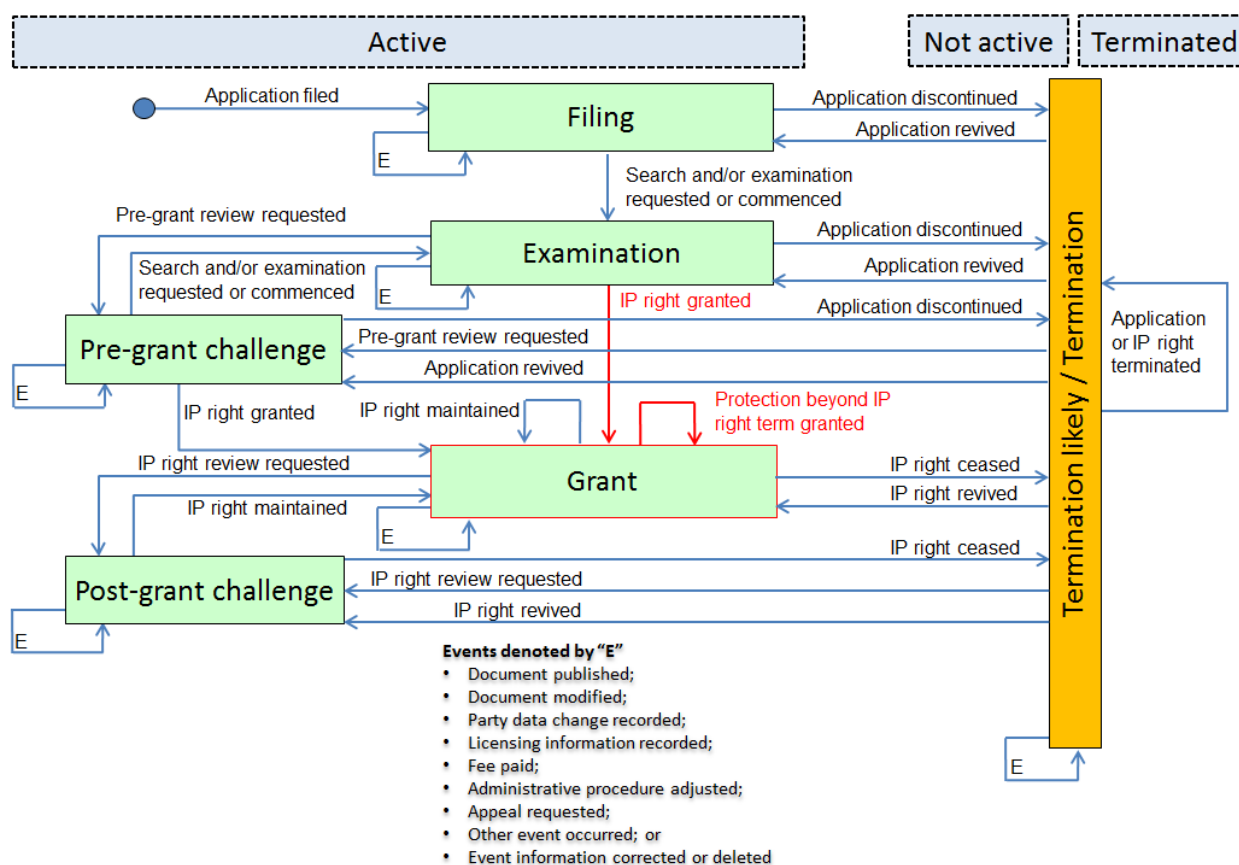 Active
Not active
Terminated
Application filed
Filing
Application discontinued
Application revived
E
Search and/or examination
requested or commenced
Pre-grant review requested
Examination
Application discontinued
Search and/or examination
requested or commenced
Application revived
E
IP right granted
Application discontinued
Pre-grant challenge
Pre-grant review requested
Application revived
E
Application
or IP right
terminated
Termination likely / Termination
IP right granted
IP right maintained
Protection beyond IP
right term granted
IP right review requested
Grant
IP right ceased
IP right revived
IP right maintained
E
IP right ceased
Post-grant challenge
IP right review requested
IP right revived
E
Events denoted by “E”
• Document published;
• Document modified;
• Party data change recorded;
• Licensing information recorded;
• Fee paid;
• Administrative procedure adjusted;
• Appeal requested;
• Other event occurred; or
• Event information corrected or deleted
E